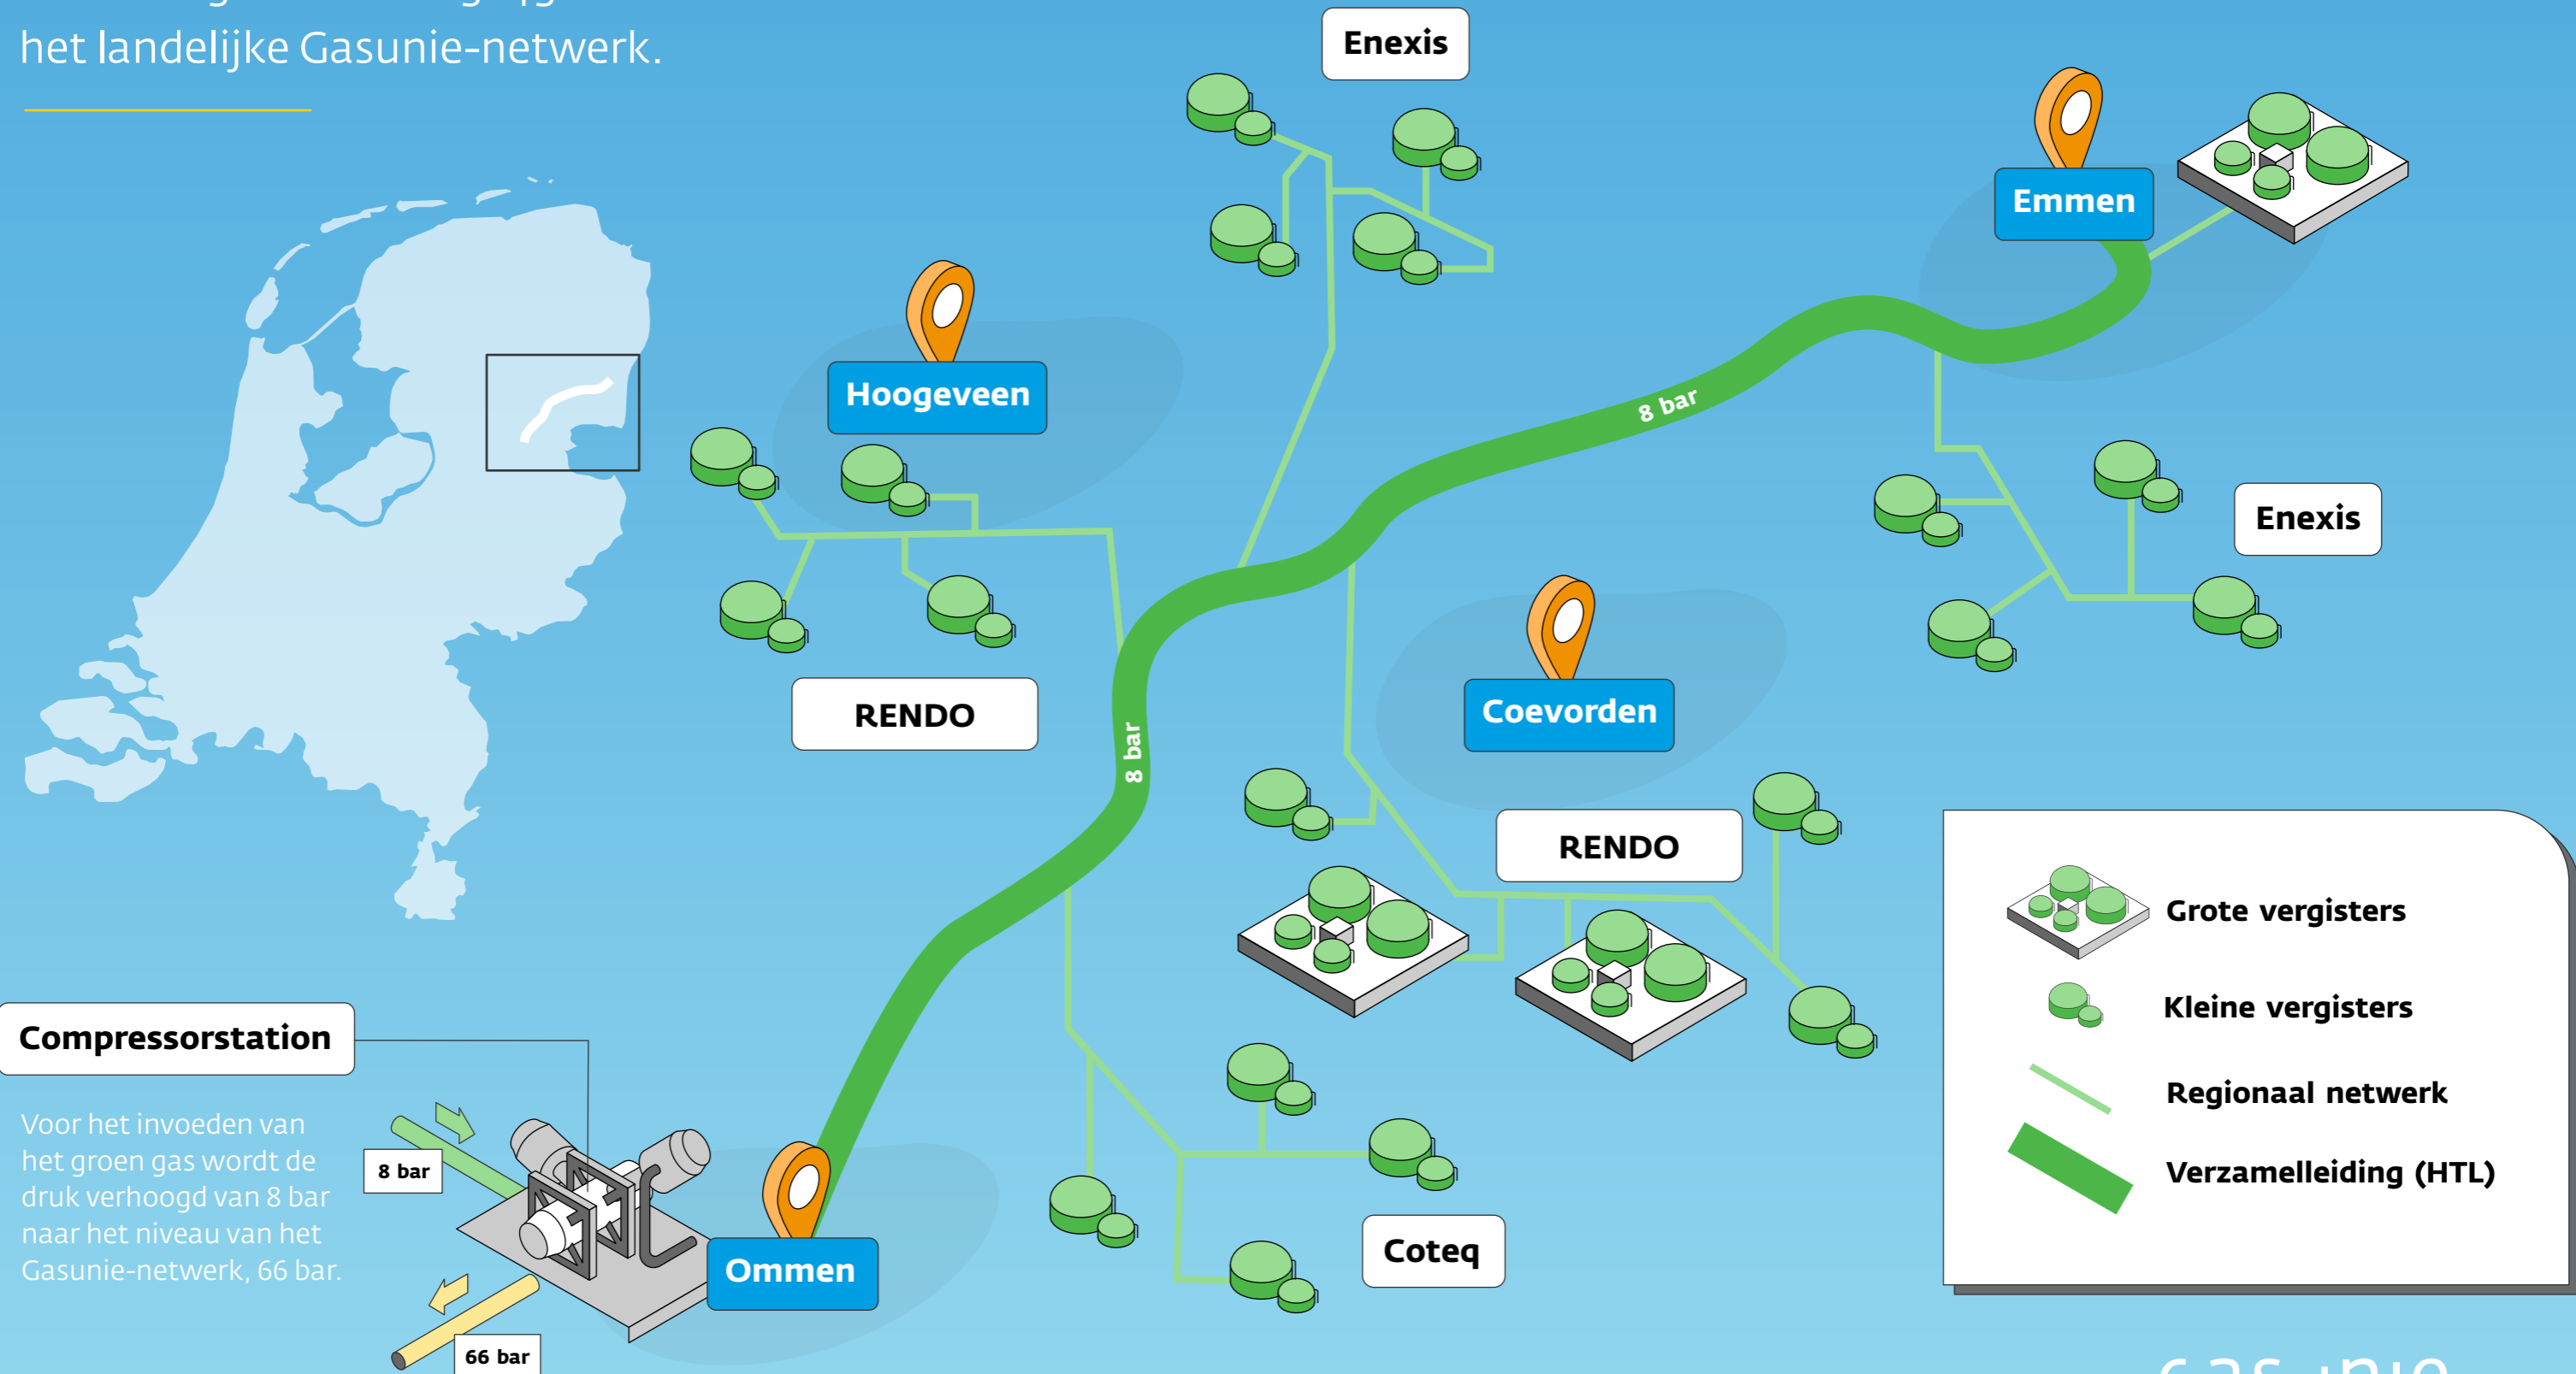 het landelijke Gasunie-netwerk.
Enexis
Emmen
Hoogeveen
8 bar
Enexis
RENDO
8 bar
Coevorden
RENDO
Compressorstation
Voor het invoeden van
het groen gas wordt de
druk verhoogd van 8 bar
naar het niveau van het
Gasunie-netwerk, 66 bar.
8 bar
66 bar
Ommen
Coteq
Grote vergisters
Kleine vergisters
Regionaal netwerk
Verzamelleiding (HTL)